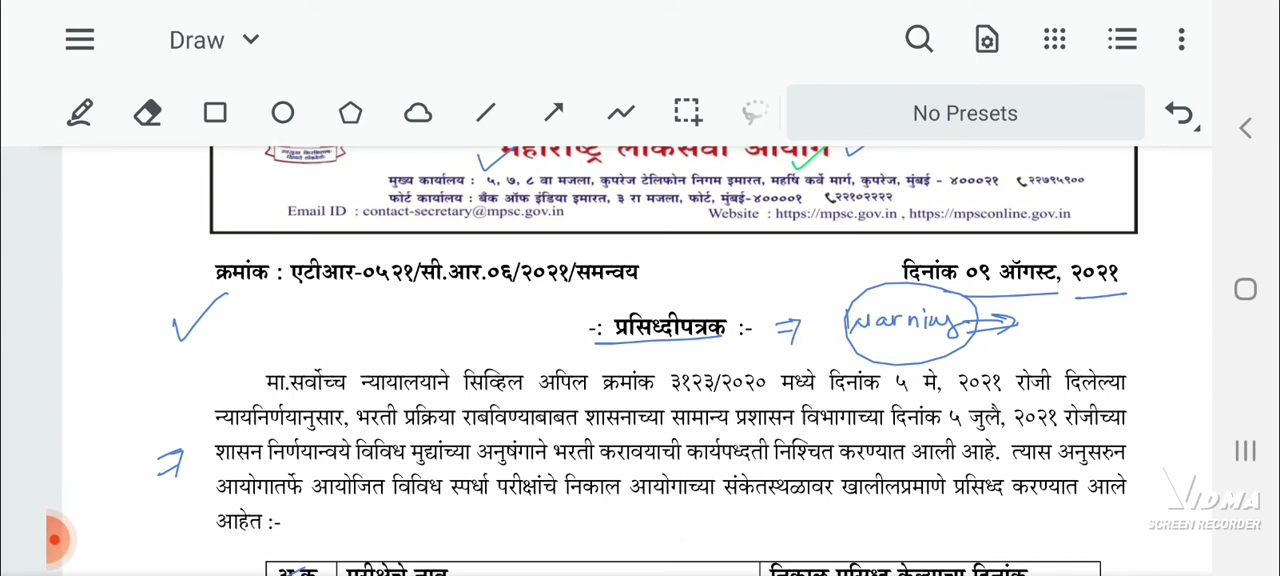 Draw
No Presets
महाराष्ट्र लोकसेवा आयोग
मुख्य कार्यालय : ५, ७, ८ वा मजला, कुपरेज टेलिफोन निगम इमारत, महर्षि कर्वे मार्ग, कुपरेज, मुंबई - ४०००२१ २२७९५९००
फोर्ट कार्यालय : बँक ऑफ इंडिया इमारत, ३ रा मजला, फोर्ट, मुंबई-४००००१ २२१०२२२२
Email ID : contact-secretary@mpsc.gov.in Website : https://mpsc.gov.in , https://mpsconline.gov.in
क्रमांक : एटीआर-०५२१/सी.आर.०६/२०२१/समन्वय दिनांक ०९ ऑगस्ट, २०२१
-: प्रसिध्दीपत्रक :- ⇒ warning
मा.सर्वोच्च न्यायालयाने सिव्हिल अपिल क्रमांक ३१२३/२०२० मध्ये दिनांक ५ मे, २०२१ रोजी दिलेल्या
न्यायनिर्णयानुसार, भरती प्रक्रिया राबविण्याबाबत शासनाच्या सामान्य प्रशासन विभागाच्या दिनांक ५ जुलै, २०२१ रोजीच्या
शासन निर्णयान्वये विविध मुद्यांच्या अनुषंगाने भरती करावयाची कार्यपध्दती निश्चित करण्यात आली आहे. त्यास अनुसरुन
आयोगातर्फे आयोजित विविध स्पर्धा परीक्षांचे निकाल आयोगाच्या संकेतस्थळावर खालीलप्रमाणे प्रसिध्द करण्यात आले
आहेत :-
अ.क्र. परीक्षेचे नाव निकाल प्रसिध्द केल्याचा दिनांक
VIDMA
SCREEN RECORDER